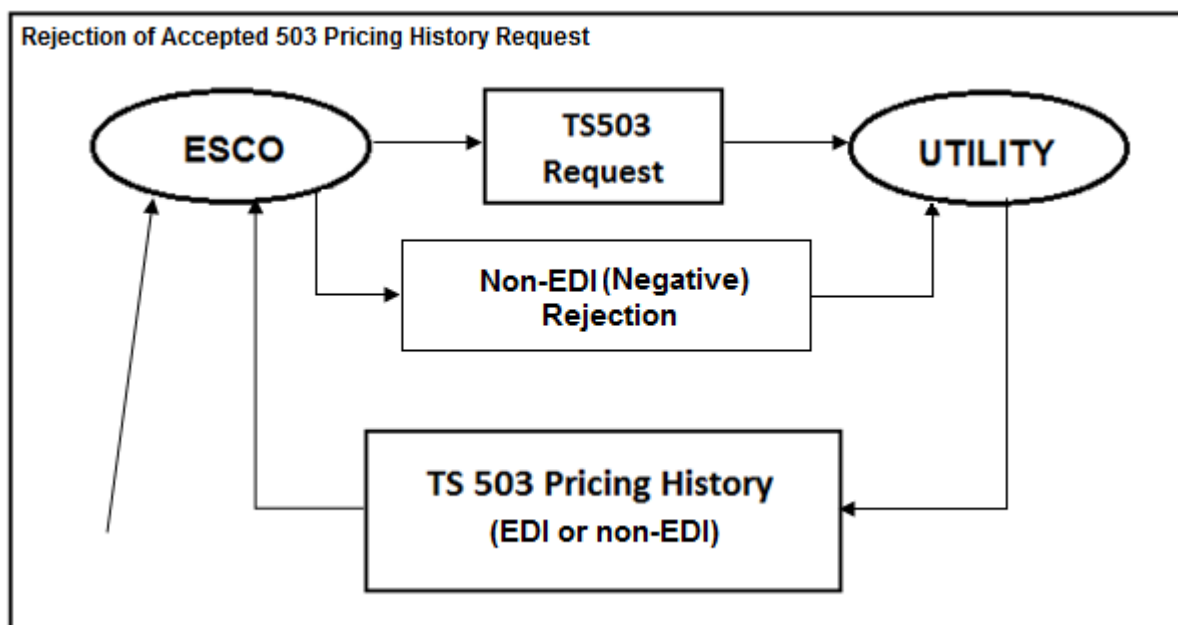 Rejection of Accepted 503 Pricing History Request
ESCO
TS503
Request
UTILITY
Non-EDI (Negative)
Rejection
TS 503 Pricing History
(EDI or non-EDI)